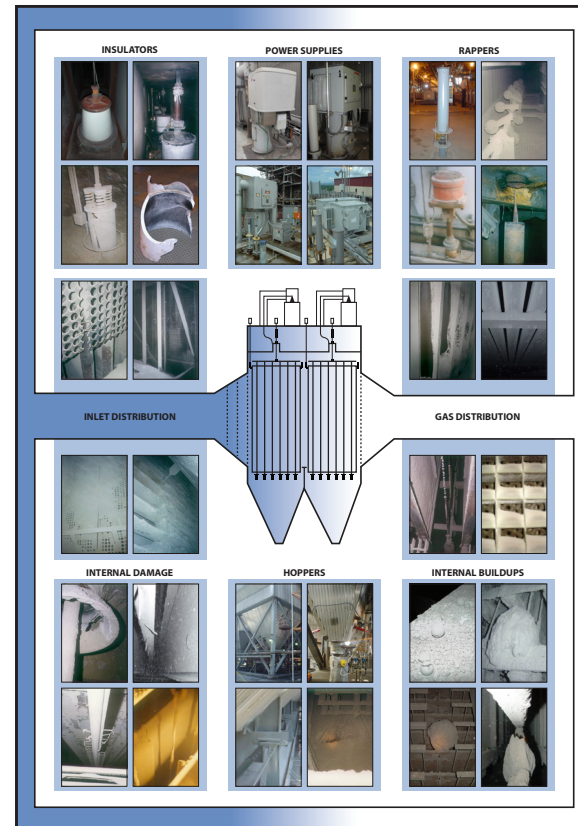 INSULATORS
POWER SUPPLIES
RAPPERS
INLET DISTRIBUTION
GAS DISTRIBUTION
INTERNAL DAMAGE
HOPPERS
INTERNAL BUILDUPS